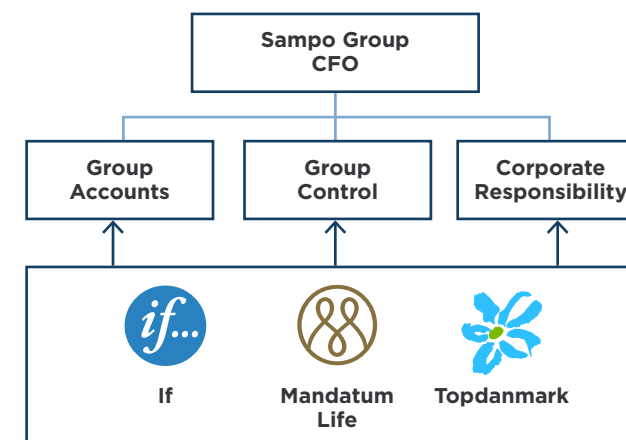 Sampo Group
CFO
Group
Accounts
Group
Control
Corporate
Responsibility
if...
If
Mandatum
Life
Topdanmark